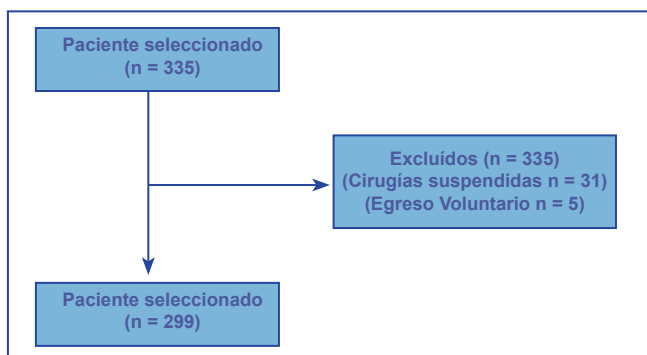 Paciente seleccionado
(n = 335)
Excluídos (n = 335)
(Cirugías suspendidas n = 31)
(Egreso Voluntario n = 5)
Paciente seleccionado
(n = 299)